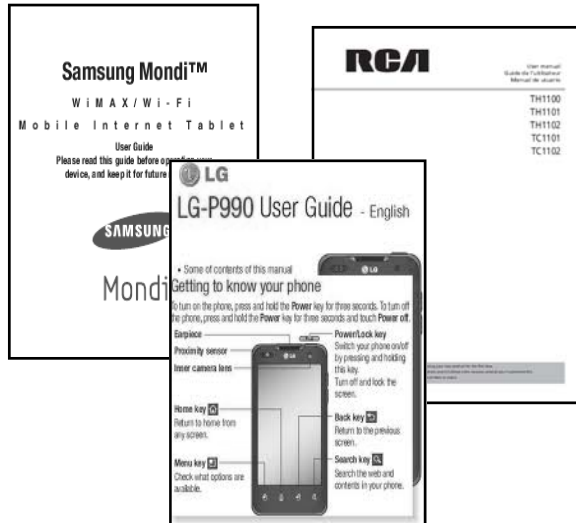 Samsung Mondi™
WiMAX/Wi-Fi
Mobile Internet Tablet
User Guide
Please read this guide before
device, and keep it for future
SAMSUNG
Mondi
RCA
User manual
Guide de l'utilisateur
Manual de usuario
TH1100
TH1101
TH1102
TC1101
TC1102
LG
LG-P990 User Guide - English
• Some of contents of this manual
Getting to know your phone
To turn on the phone, press and hold the Power key for three seconds. To turn off
the phone, press and hold the Power key for three seconds and touch Power off.
Earpiece
Proximity sensor
Inner camera lens
Home key
Return to home from
any screen.
Menu key
Check what options are
available.
Power/Lock key
Switch your phone on/off
by pressing and holding
this key.
Turn off and lock the
screen.
Back key
Return to the previous
screen.
Search key
Search the web and
contents in your phone.
LG
LG